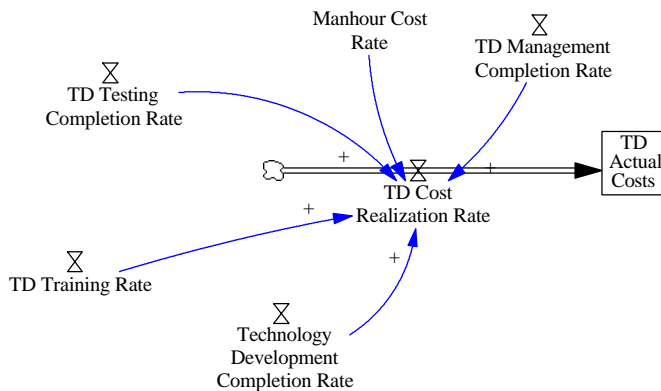 Manhour Cost
Rate
TD Management
Completion Rate
TD Testing
Completion Rate
+
+
TD
Actual
Costs
TD Cost
Realization Rate
+
+
TD Training Rate
Technology
Development
Completion Rate